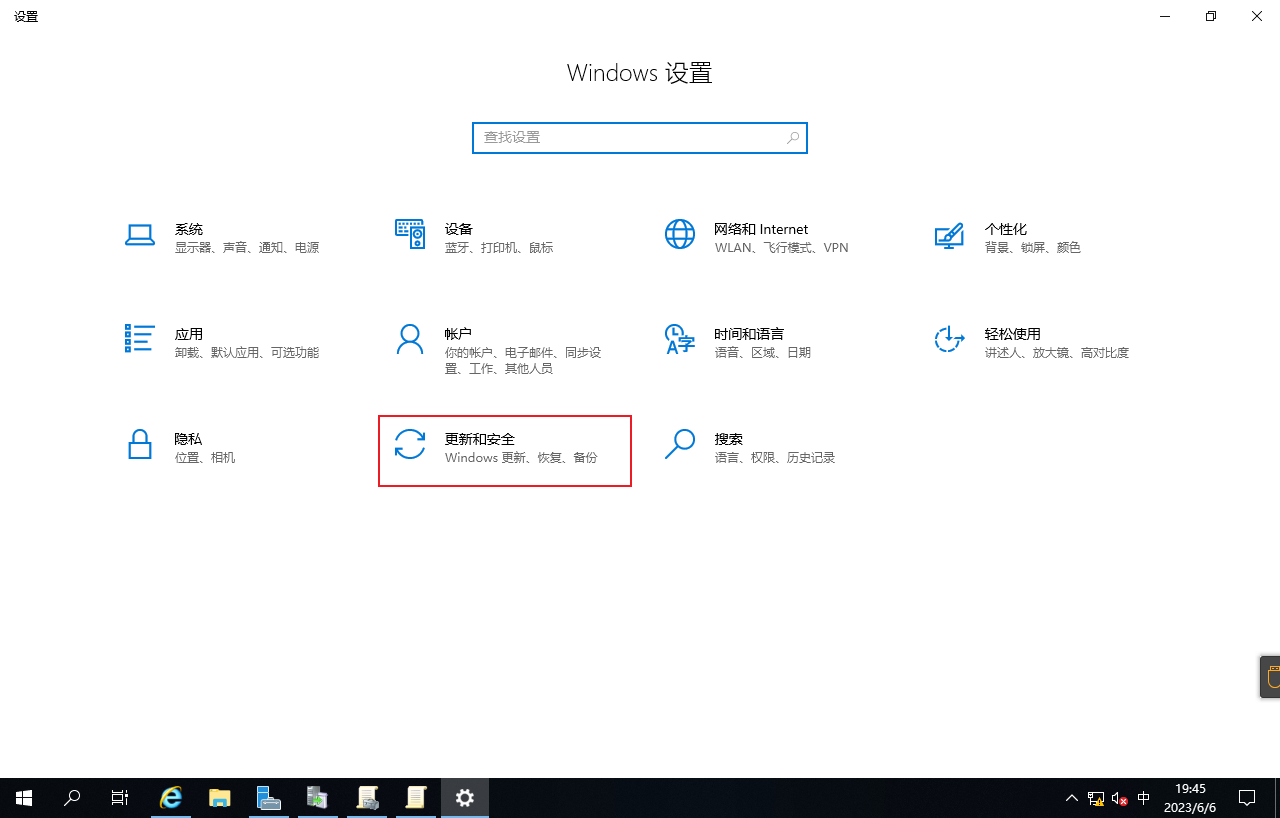 设置
Windows 设置
查找设置
系统
显示器、声音、通知、电源
设备
蓝牙、打印机、鼠标
网络和 Internet
WLAN、飞行模式、VPN
个性化
背景、锁屏、颜色
应用
卸载、默认应用、可选功能
帐户
你的帐户、电子邮件、同步设
置、工作、其他人员
时间和语言
语音、区域、日期
轻松使用
讲述人、放大镜、高对比度
隐私
位置、相机
更新和安全
Windows 更新、恢复、备份
搜索
语言、权限、历史记录
中
19:45
2023/6/6